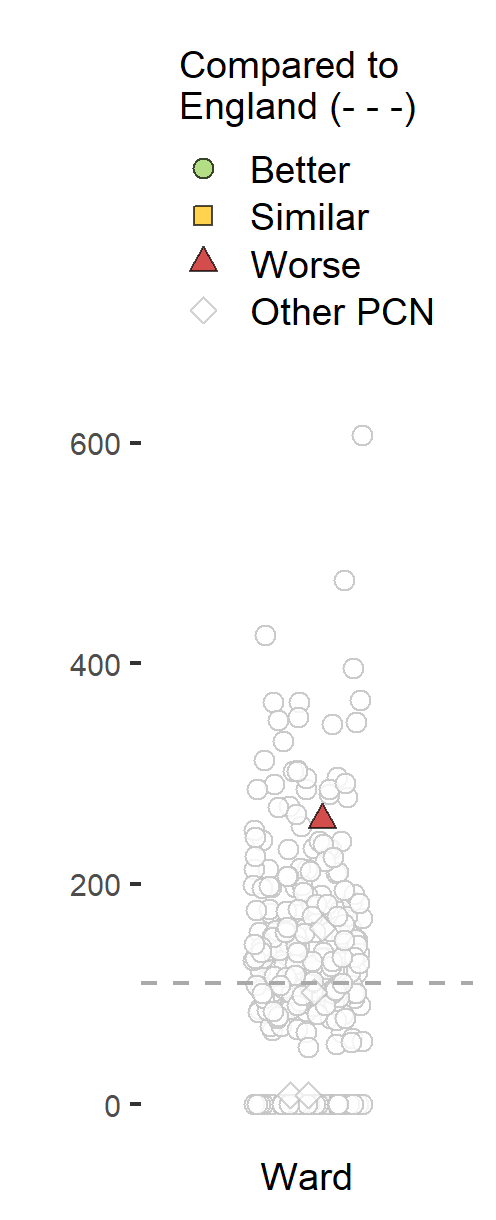 Compared to
England (- - -)
Better
Similar
Worse
Other PCN
600
400
200
0
Ward